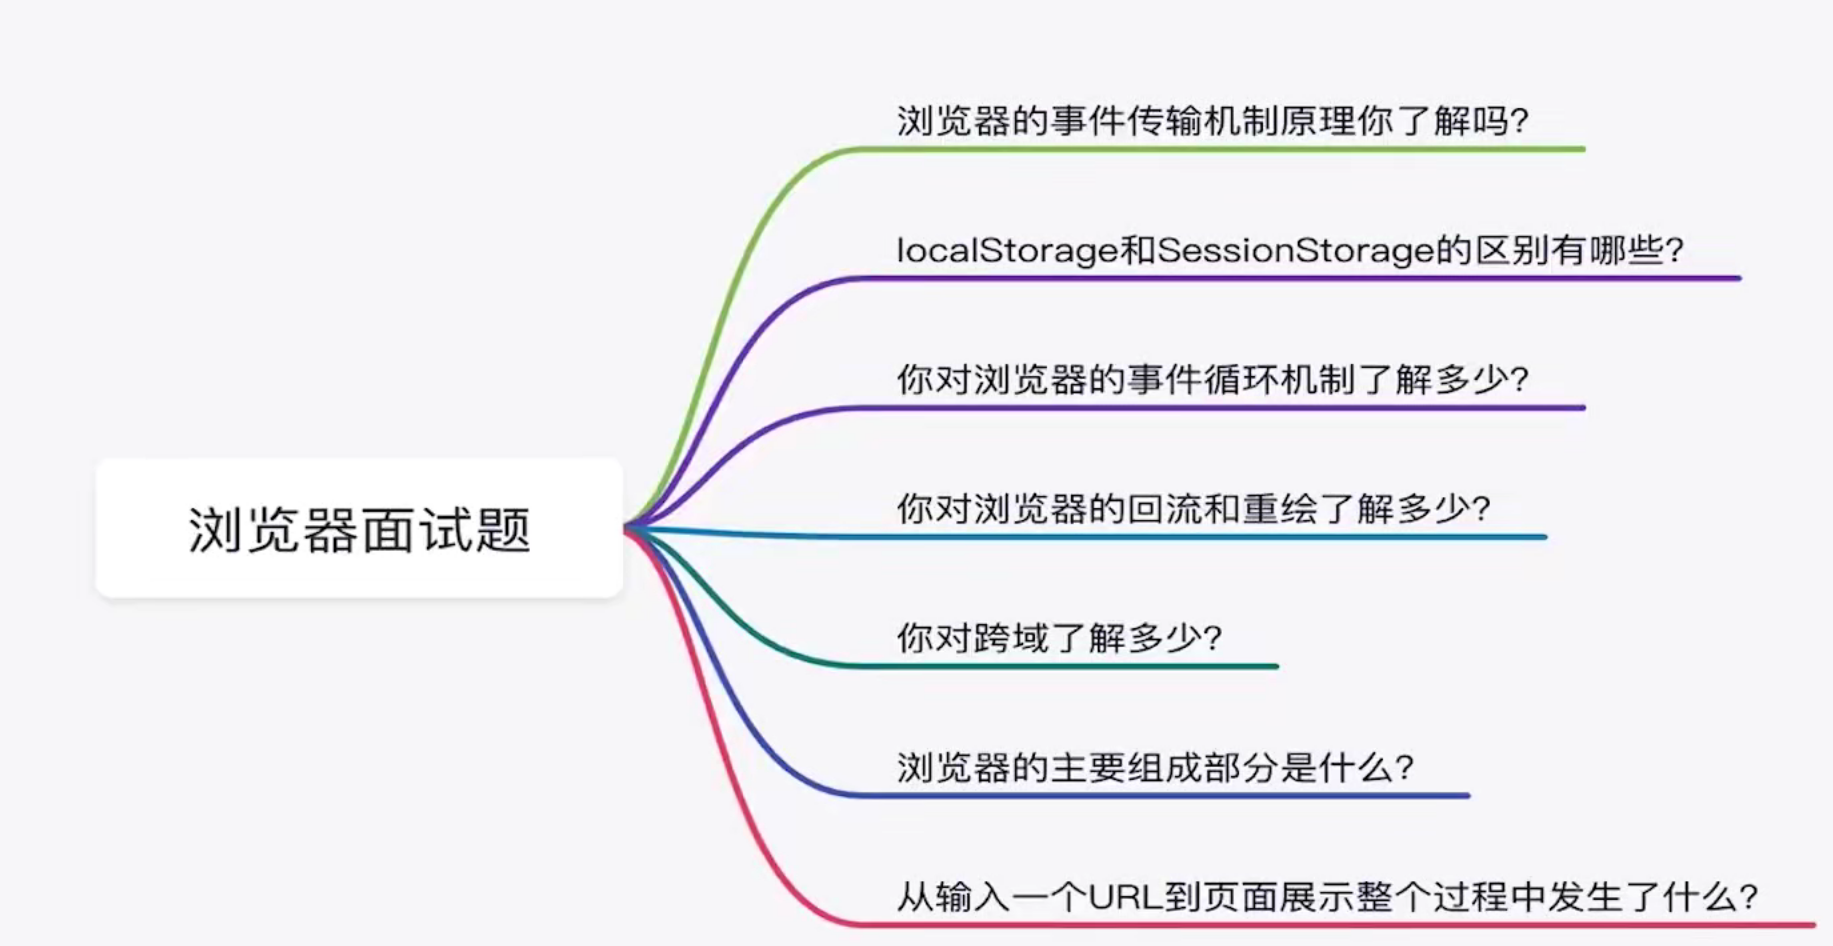 浏览器面试题
浏览器的事件传输机制原理你了解吗?
localStorage和SessionStorage的区别有哪些?
你对浏览器的事件循环机制了解多少?
你对浏览器的回流和重绘了解多少?
你对跨域了解多少?
浏览器的主要组成部分是什么?
从输入一个URL到页面展示整个过程中发生了什么?